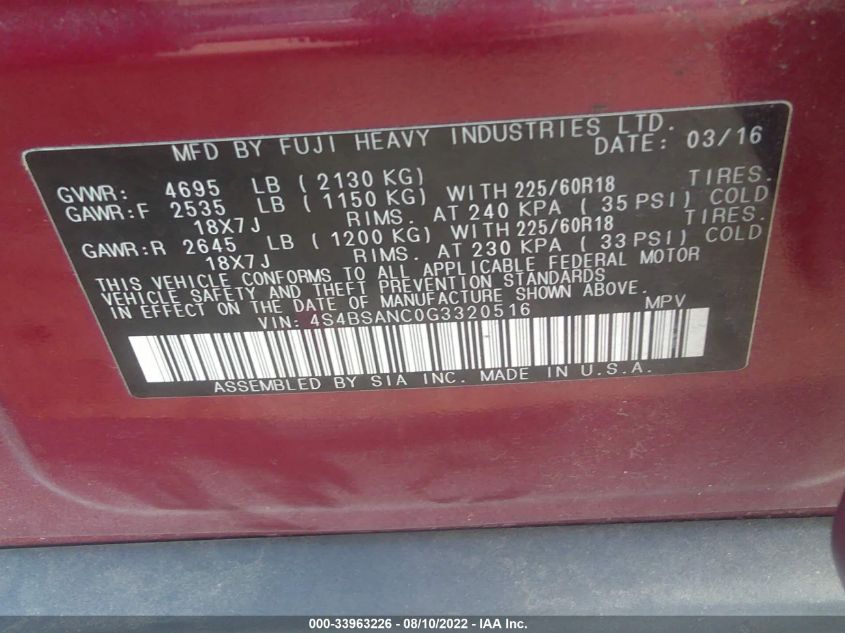 MFD BY FUJI HEAVY INDUSTRIES LTD.
DATE: 03/16
GVWR: 4695 LB ( 2130 KG)
GAWR:F 2535 LB ( 1150 KG) WITH 225/60R18 TIRES.
18X7J RIMS. AT 240 KPA ( 35 PSI) COLD
GAWR:R 2645 LB ( 1200 KG) WITH 225/60R18 TIRES.
18X7J RIMS. AT 230 KPA ( 33 PSI) COLD
THIS VEHICLE CONFORMS TO ALL APPLICABLE FEDERAL MOTOR
VEHICLE SAFETY AND THEFT PREVENTION STANDARDS
IN EFFECT ON THE DATE OF MANUFACTURE SHOWN ABOVE.
VIN: 4S4BSANC0G3320516 MPV
ASSEMBLED BY SIA INC. MADE IN U.S.A.
000-33963226 - 08/10/2022 - IAA Inc.